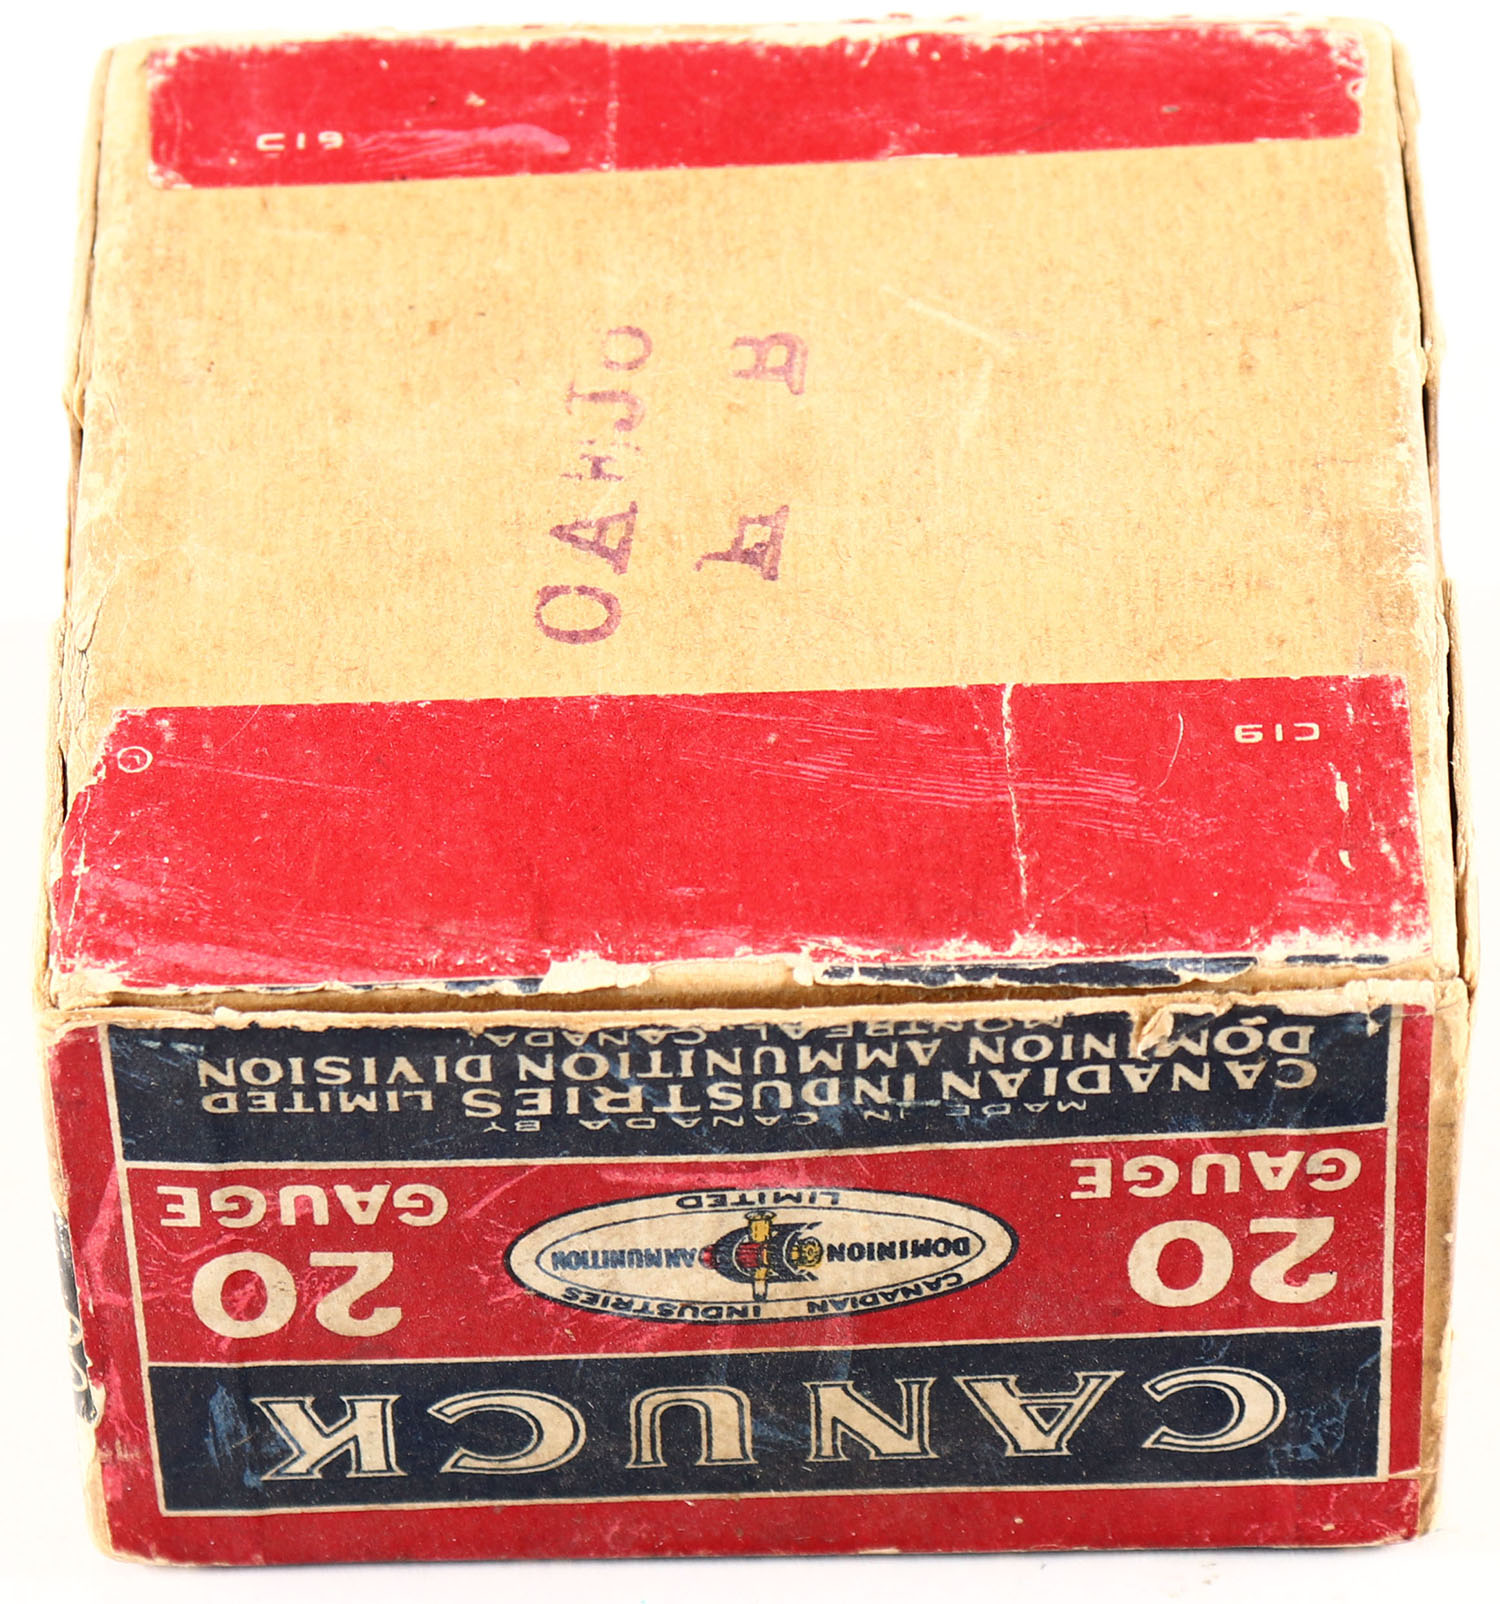 C19
OAHJO
C19
CANUCK
20 GAUGE
CANADIAN INDUSTRIES
DOMINION AMMUNITION
LIMITED
20 GAUGE
MADE IN CANADA BY
CANADIAN INDUSTRIES LIMITED
DOMINION AMMUNITION DIVISION
MONTREAL, CANADA